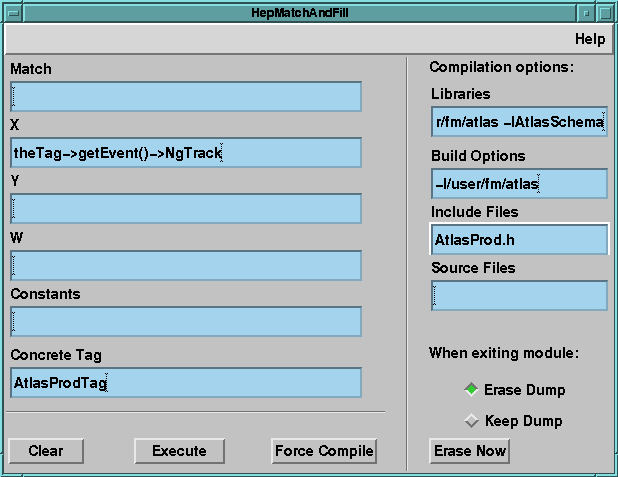 HepMatchAndFill
Help
Match
X
theTag->getEvent()->NgTrack
Y
W
Constants
Concrete Tag
AtlasProdTag
Compilation options:
Libraries
r/fm/atlas -lAtlasSchema
Build Options
-I/user/fm/atlas
Include Files
AtlasProd.h
Source Files
When exiting module:
Erase Dump
Keep Dump
Clear
Execute
Force Compile
Erase Now